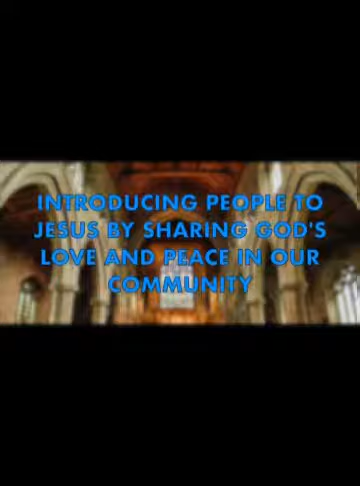 INTRODUCING PEOPLE TO
JESUS BY SHARING GOD'S
LOVE AND PEACE IN OUR
COMMUNITY